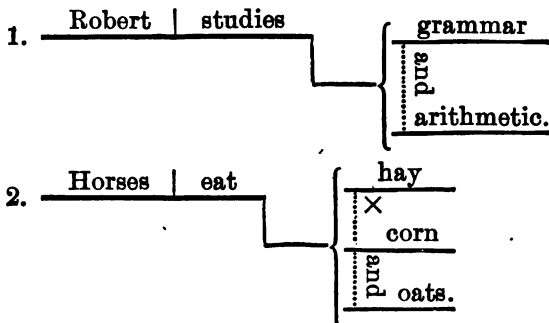 Robert studies grammar
1.
and
arithmetic.
Horses eat hay
2.
×
corn
and
oats.